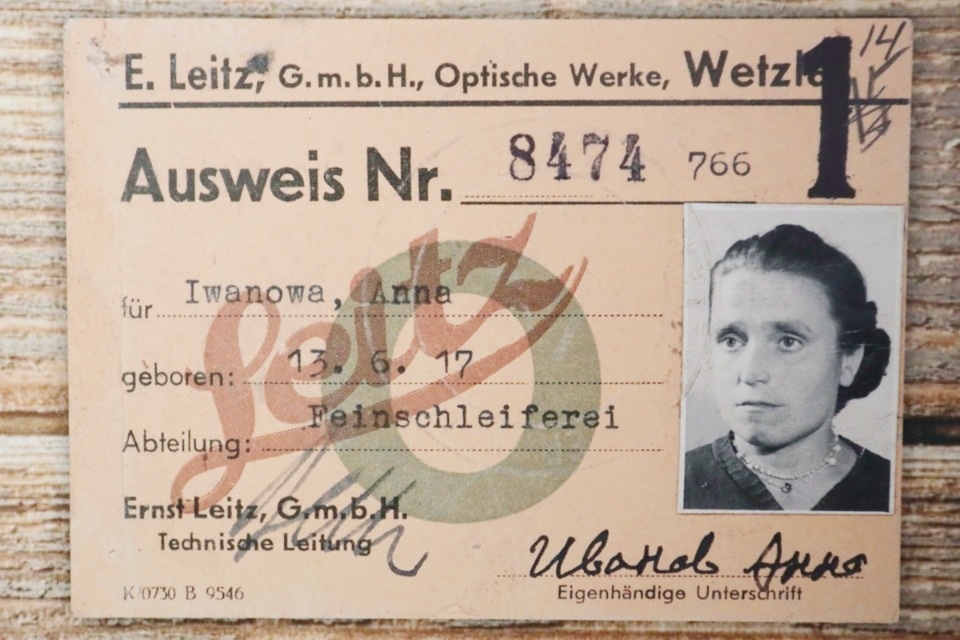 E. Leitz, G.m.b.H., Optische Werke, Wetzlar
1
14
Ausweis Nr. 8474 766
Leitz
für Iwanowa, Anna
geboren: 13. 6. 17
Abteilung: Feinschleiferei
Ernst Leitz, G.m.b.H.
Technische Leitung
Иванов Анна
Eigenhändige Unterschrift
K/0730 B 9546